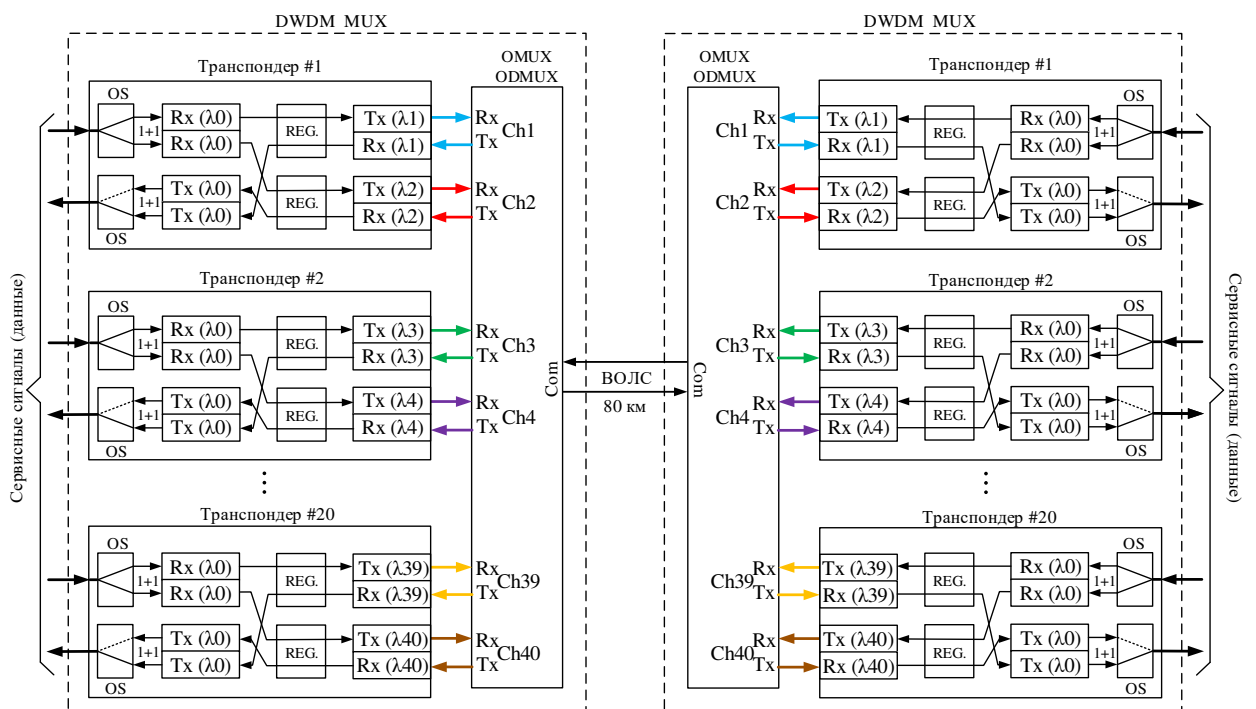 DWDM MUX
Транспондер #1
OS
1+1
Rx (λ0)
Rx (λ0)
REG.
Tx (λ1)
Rx (λ1)
1+1
Tx (λ0)
Tx (λ0)
REG.
Tx (λ2)
Rx (λ2)
OS
Транспондер #2
OS
1+1
Rx (λ0)
Rx (λ0)
REG.
Tx (λ3)
Rx (λ3)
1+1
Tx (λ0)
Tx (λ0)
REG.
Tx (λ4)
Rx (λ4)
OS
Транспондер #20
OS
1+1
Rx (λ0)
Rx (λ0)
REG.
Tx (λ39)
Rx (λ39)
1+1
Tx (λ0)
Tx (λ0)
REG.
Tx (λ40)
Rx (λ40)
OS
Сервисные сигналы (данные)
OMUX
ODMUX
Rx
Ch1
Tx
Rx
Ch2
Tx
Rx
Ch3
Tx
Rx
Ch4
Tx
Rx
Ch39
Tx
Rx
Ch40
Tx
Com
ВОЛС
80 км
DWDM MUX
OMUX
ODMUX
Rx
Ch1
Tx
Rx
Ch2
Tx
Rx
Ch3
Tx
Rx
Ch4
Tx
Rx
Ch39
Tx
Rx
Ch40
Tx
Com
Транспондер #1
OS
Tx (λ1)
Rx (λ1)
REG.
Rx (λ0)
Rx (λ0)
1+1
Tx (λ2)
Rx (λ2)
REG.
Tx (λ0)
Tx (λ0)
1+1
OS
Транспондер #2
OS
Tx (λ3)
Rx (λ3)
REG.
Rx (λ0)
Rx (λ0)
1+1
Tx (λ4)
Rx (λ4)
REG.
Tx (λ0)
Tx (λ0)
1+1
OS
Транспондер #20
OS
Tx (λ39)
Rx (λ39)
REG.
Rx (λ0)
Rx (λ0)
1+1
Tx (λ40)
Rx (λ40)
REG.
Tx (λ0)
Tx (λ0)
1+1
OS
Сервисные сигналы (данные)